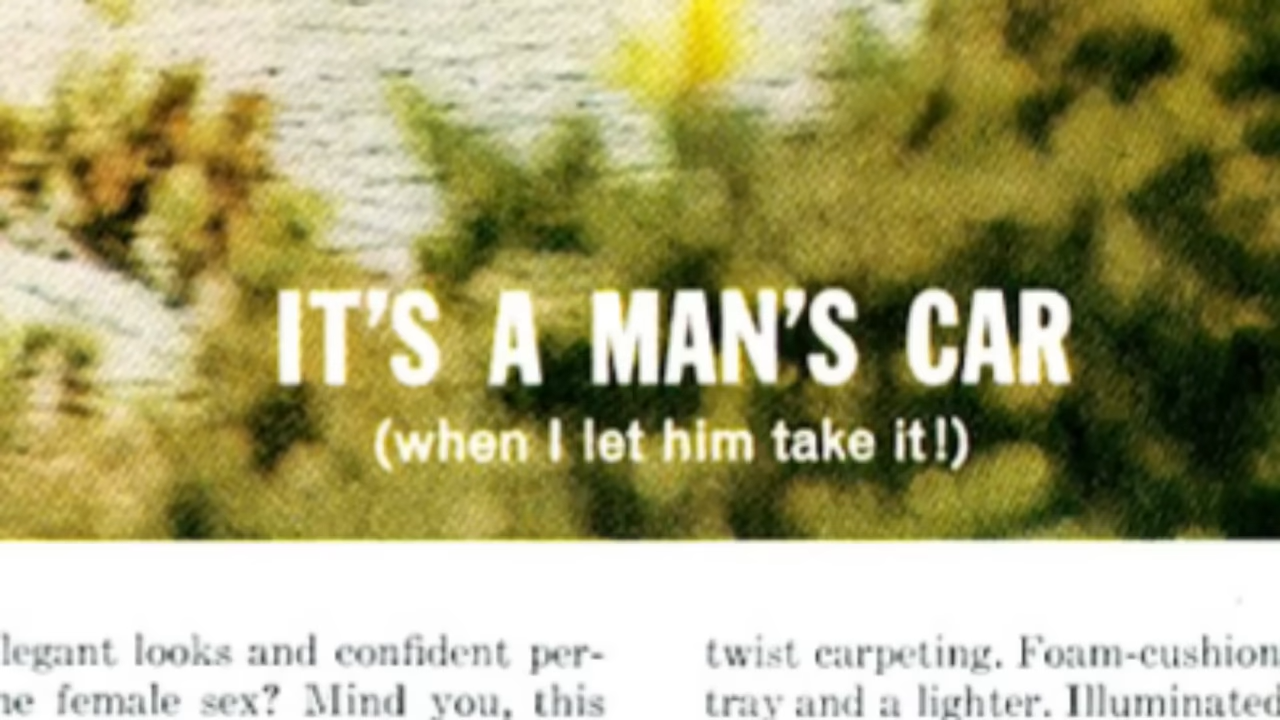 IT'S A MAN'S CAR
(when I let him take it!)
legant looks and confident per-
he female sex? Mind you, this
twist carpeting. Foam-cushion
tray and a lighter. Illuminated